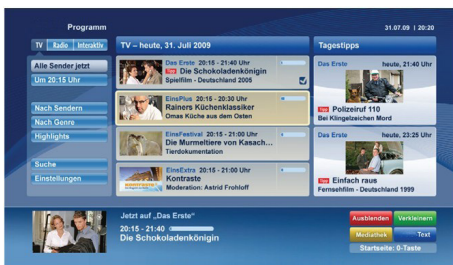 Programm
31.07.09 | 20:20
TV Radio Interaktiv
Alle Sender jetzt
Um 20:15 Uhr
Nach Sendern
Nach Genre
Highlights
Suche
Einstellungen
TV – heute, 31. Juli 2009
Das Erste 20:15 - 21:40 Uhr
Tipp Die Schokoladenkönigin
Spielfilm - Deutschland 2005
EinsPlus 20:15 - 20:30 Uhr
Rainers Küchenklassiker
Omas Küche aus dem Osten
EinsFestival 20:15 - 21:00 Uhr
Die Murmeltiere von Kasach...
Tierdokumentation
EinsExtra 20:15 - 21:00 Uhr
Kontraste
Moderation: Astrid Frohloff
KONTRASTE
Tagestipps
Das Erste heute, 21:40 Uhr
Tipp Polizeiruf 110
Bei Klingelzeichen Mord
Das Erste heute, 23:25 Uhr
Tipp Einfach raus
Fernsehfilm - Deutschland 1999
Jetzt auf „Das Erste"
20:15 - 21:40
Die Schokoladenkönigin
Ausblenden Verkleinern
Mediathek Text
Startseite: 0-Taste